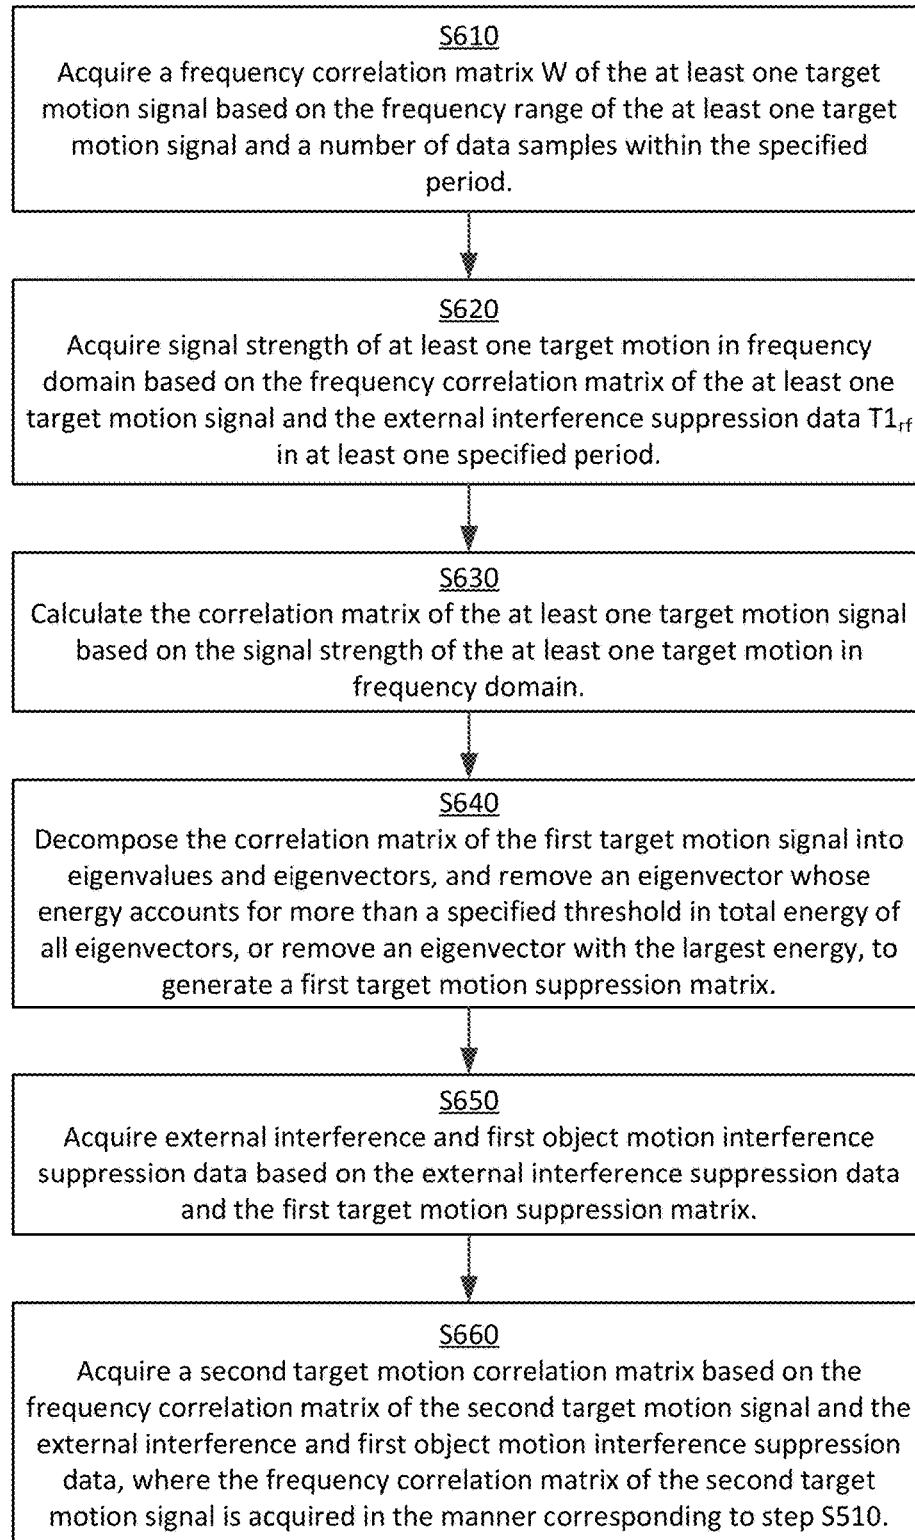 S610
Acquire a frequency correlation matrix W of the at least one target
motion signal based on the frequency range of the at least one target
motion signal and a number of data samples within the specified
period.
S620
Acquire signal strength of at least one target motion in frequency
domain based on the frequency correlation matrix of the at least one
target motion signal and the external interference suppression data T1rf
in at least one specified period.
S630
Calculate the correlation matrix of the at least one target motion signal
based on the signal strength of the at least one target motion in
frequency domain.
S640
Decompose the correlation matrix of the first target motion signal into
eigenvalues and eigenvectors, and remove an eigenvector whose
energy accounts for more than a specified threshold in total energy of
all eigenvectors, or remove an eigenvector with the largest energy, to
generate a first target motion suppression matrix.
S650
Acquire external interference and first object motion interference
suppression data based on the external interference suppression data
and the first target motion suppression matrix.
S660
Acquire a second target motion correlation matrix based on the
frequency correlation matrix of the second target motion signal and the
external interference and first object motion interference suppression
data, where the frequency correlation matrix of the second target
motion signal is acquired in the manner corresponding to step S510.